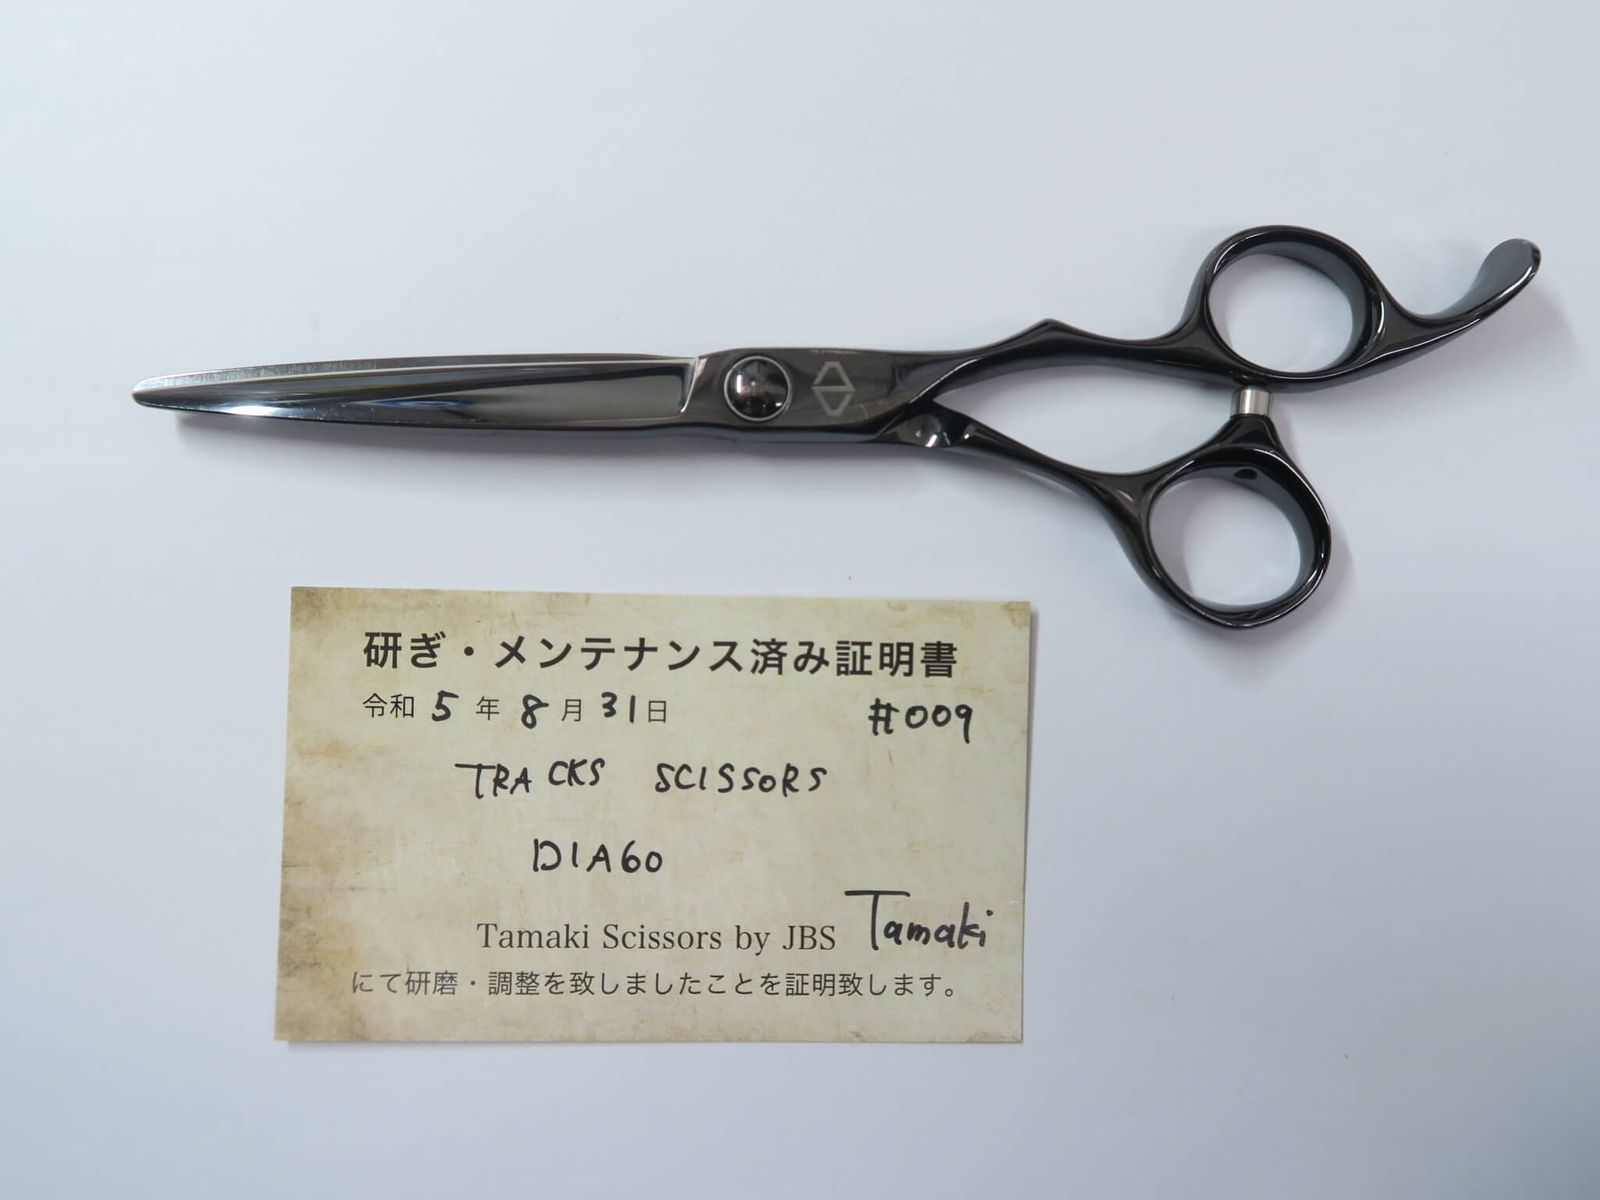 研ぎ・メンテナンス済み証明書
令和 5 年 8 月 31 日 #009
TRACKS SCISSORS
DIA60
Tamaki Scissors by JBS Tamaki
にて研磨・調整を致しましたことを証明致します。